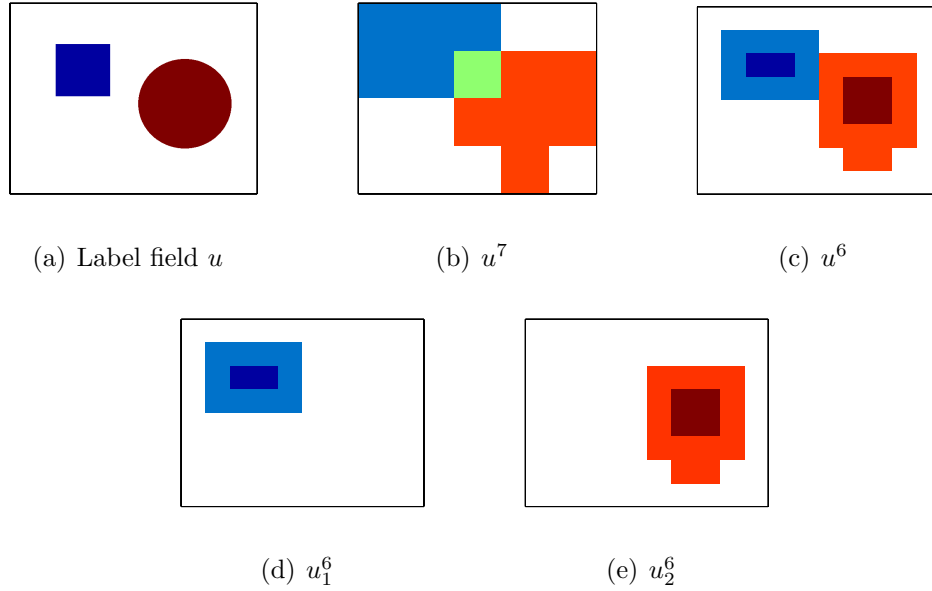 (a) Label field u
(b) u^7
(c) u^6
(d) u_1^6
(e) u_2^6